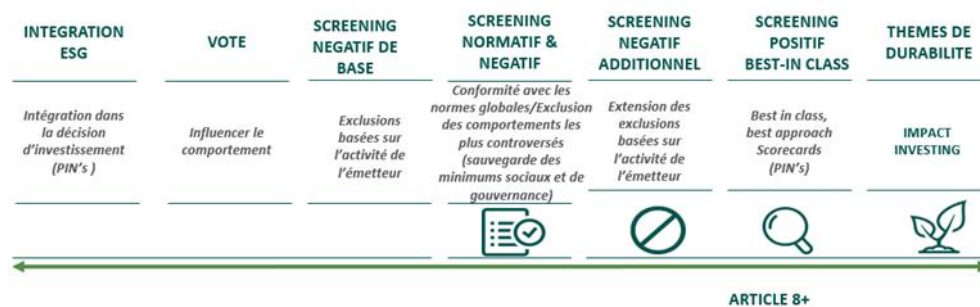 INTEGRATION
ESG
VOTE
SCREENING
NEGATIF DE
BASE
SCREENING
NORMATIF &
NEGATIF
SCREENING
NEGATIF
ADDITIONNEL
SCREENING
POSITIF
BEST-IN CLASS
THEMES DE
DURABILITE
Intégration dans
la décision
d'investissement
(PIN's )
Influencer le
comportement
Exclusions
basées sur
l'activité de
l'émetteur
Conformité avec les
normes globales/Exclusion
des comportements les
plus controversés
(sauvegarde des
minimums sociaux et de
gouvernance)
Extension des
exclusions
basées sur
l'activité de
l'émetteur
Best in class,
best approach
Scorecards
(PIN's)
IMPACT
INVESTING
ARTICLE 8+